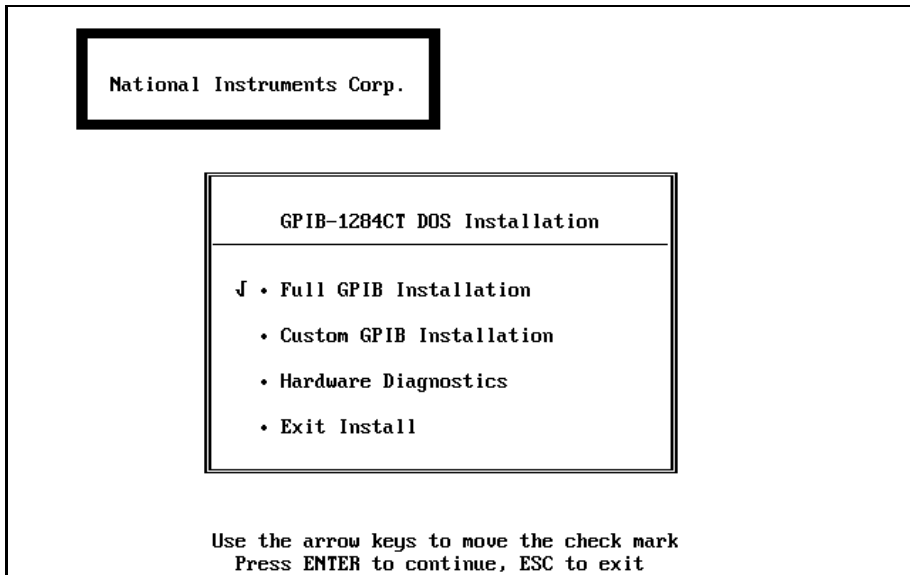 National Instruments Corp.
GPIB-1284CT DOS Installation
√ • Full GPIB Installation
• Custom GPIB Installation
• Hardware Diagnostics
• Exit Install
Use the arrow keys to move the check mark
Press ENTER to continue, ESC to exit